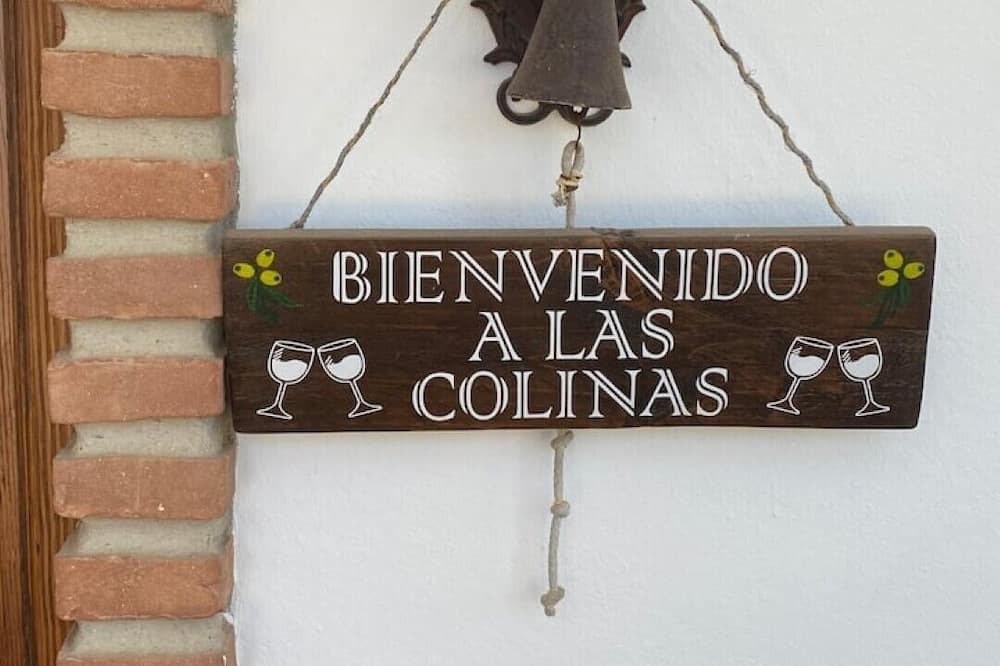 BIENVENIDO
A LAS
COLINAS